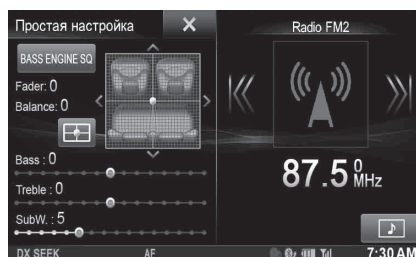 Простая настройка
Radio FM2
BASS ENGINE SQ
Fader: 0
Balance: 0
Bass : 0
Treble : 0
SubW. : 5
87.5 0 MHz
DX SEEK
AF
7:30 AM